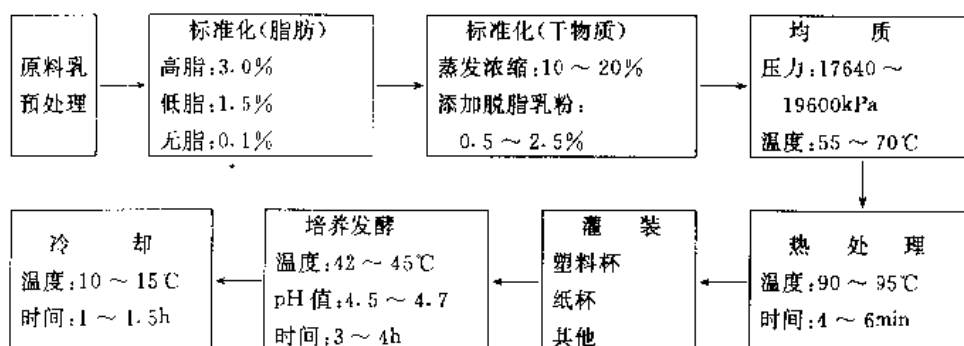 原料乳
预处理
标准化(脂肪)
高脂:3.0%
低脂:1.5%
无脂:0.1%
标准化(干物质)
蒸发浓缩:10～20%
添加脱脂乳粉:
0.5～2.5%
均 质
压力:17640～
19600kPa
温度:55～70℃
热 处 理
温度:90～95℃
时间:4～6min
灌 装
塑料杯
纸杯
其他
培养发酵
温度:42～45℃
pH值:4.5～4.7
时间:3～4h
冷 却
温度:10～15℃
时间:1～1.5h